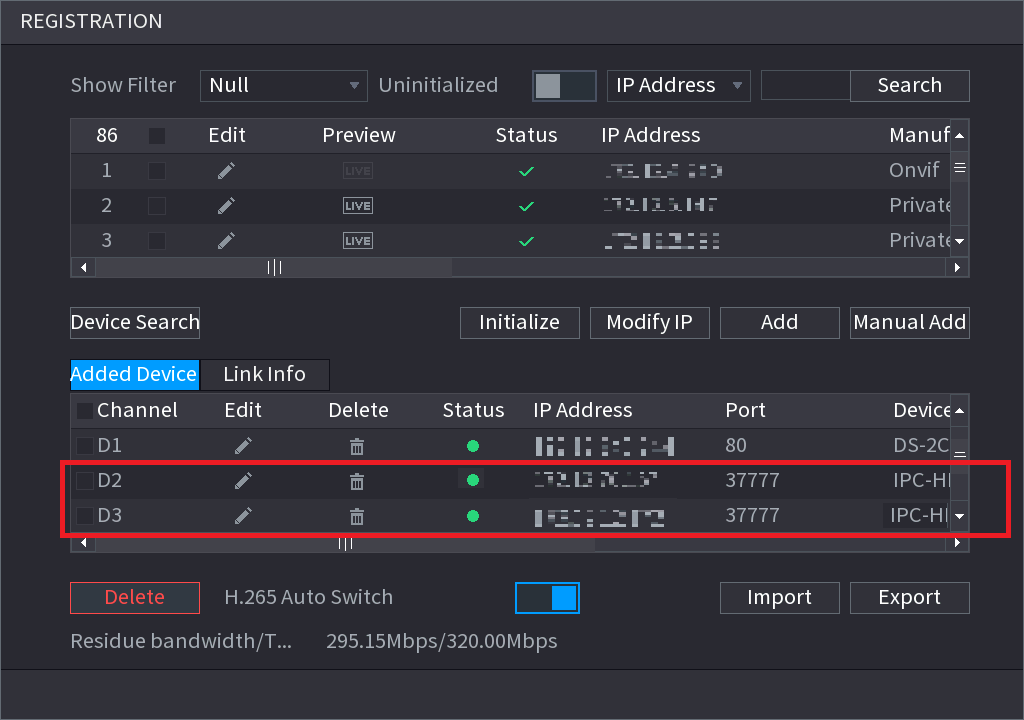 REGISTRATION
Show Filter Null Uninitialized IP Address Search
86 Edit Preview Status IP Address Manuf
1 LIVE Onvif
2 LIVE Private
3 LIVE Private
Device Search Initialize Modify IP Add Manual Add
Added Device Link Info
Channel Edit Delete Status IP Address Port Device
D1 80 DS-2C
D2 37777 IPC-H
D3 37777 IPC-H
Delete H.265 Auto Switch Import Export
Residue bandwidth/T... 295.15Mbps/320.00Mbps